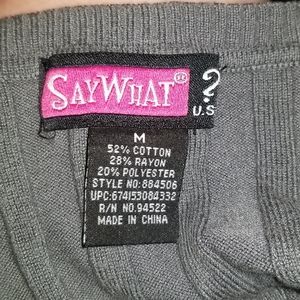 SAYWHAT ?
U.S
M
52% COTTON
28% RAYON
20% POLYESTER
STYLE NO: 884506
UPC:674153084332
R/N NO.94522
MADE IN CHINA